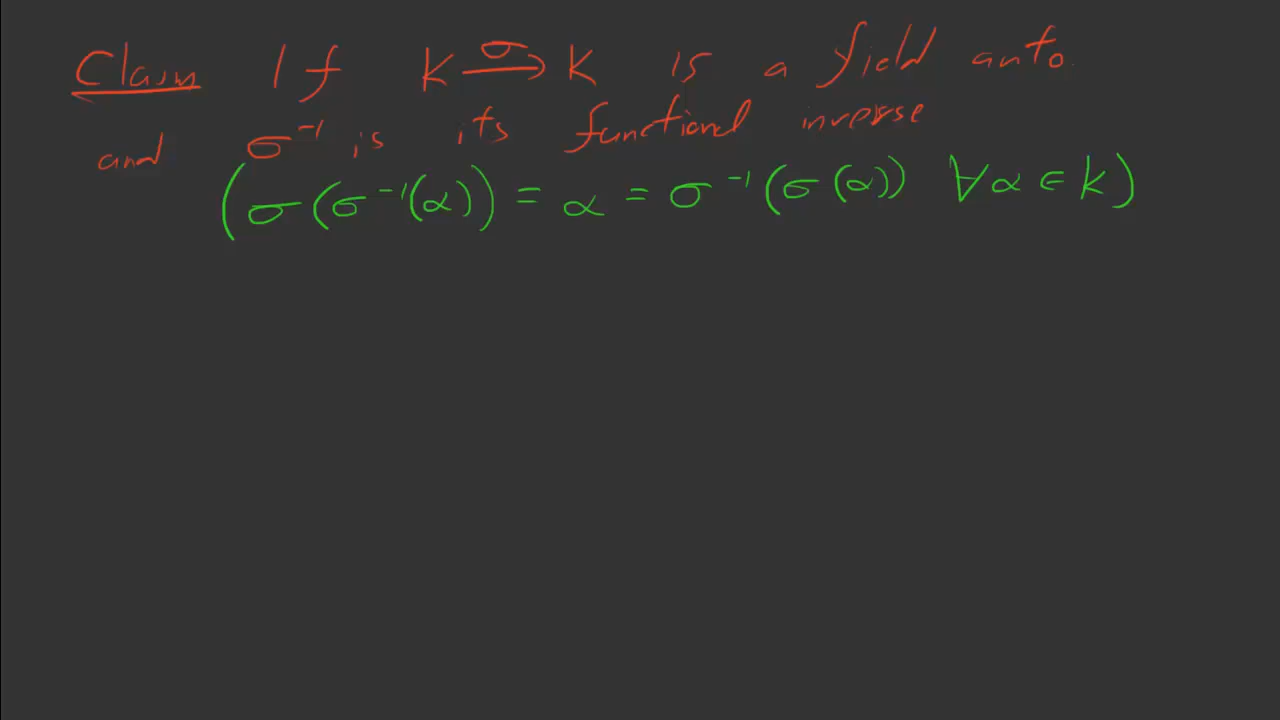 Claim If K σ→ K is a field auto.
and σ⁻¹ is its functional inverse
(σ(σ⁻¹(α)) = α = σ⁻¹(σ(α)) ∀α ∈ K)